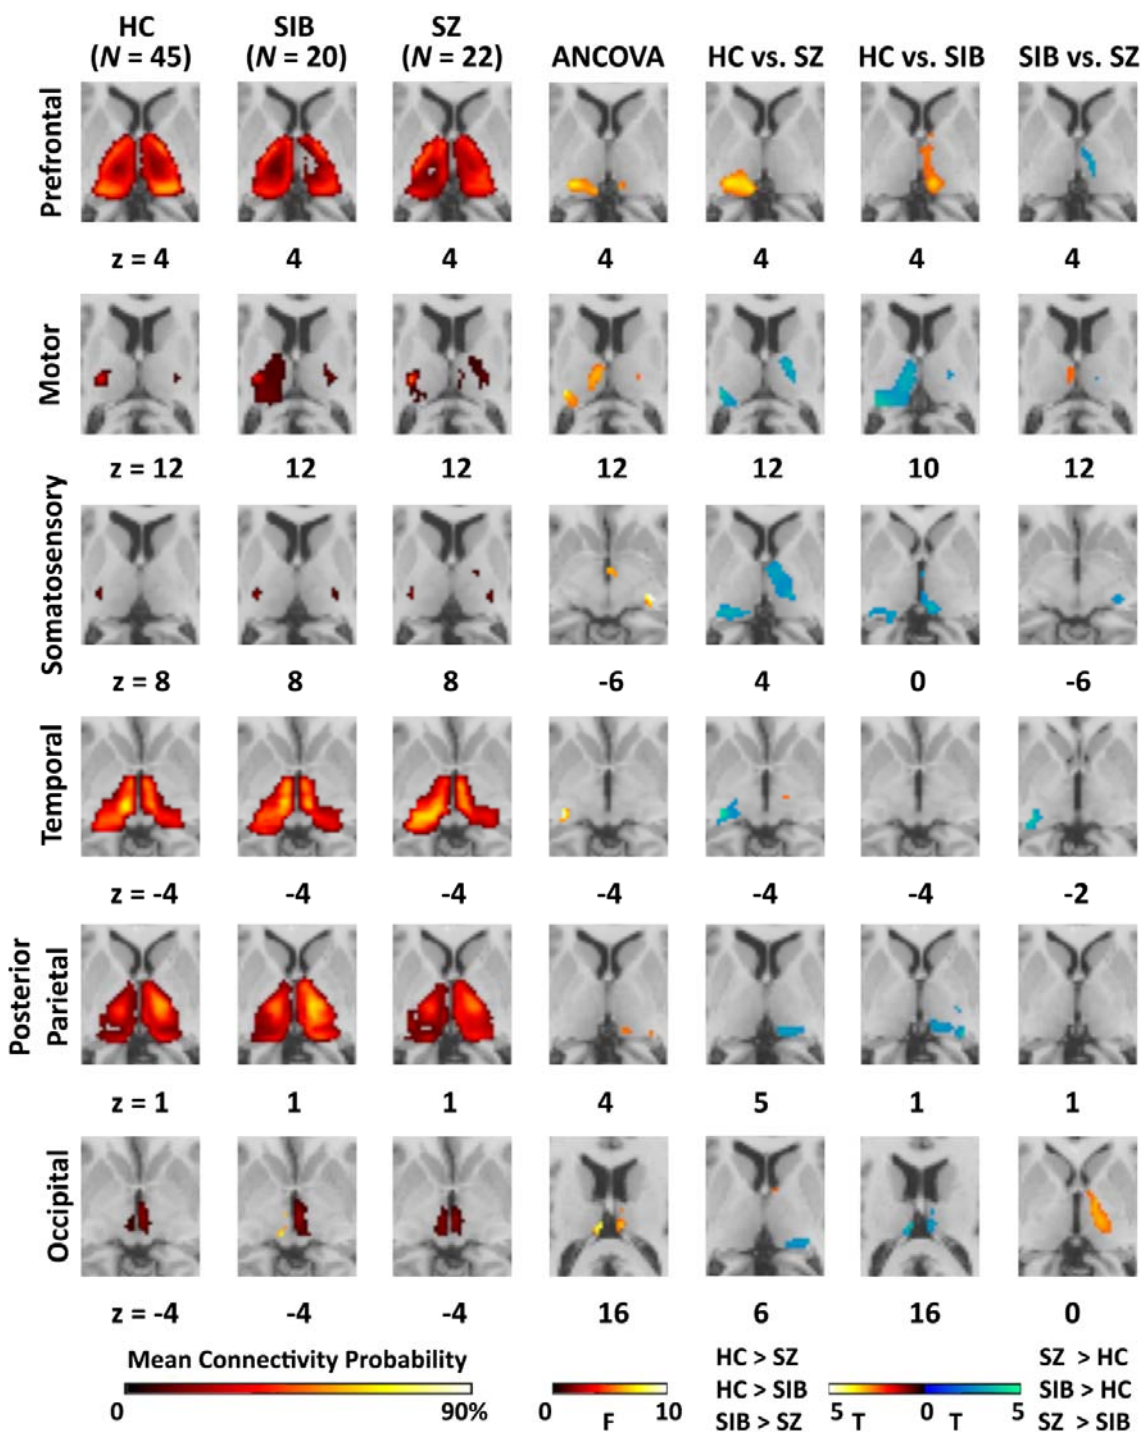 HC
(N = 45)
SIB
(N = 20)
SZ
(N = 22)
ANCOVA
HC vs. SZ
HC vs. SIB
SIB vs. SZ
Prefrontal
z = 4
4
4
4
4
4
4
Motor
z = 12
12
12
12
12
10
12
Somatosensory
z = 8
8
8
-6
4
0
-6
Temporal
z = -4
-4
-4
-4
-4
-4
-2
Posterior
Parietal
z = 1
1
1
4
5
1
1
Occipital
z = -4
-4
-4
16
6
16
0
Mean Connectivity Probability
0
90%
0
F
10
HC > SZ
HC > SIB
SIB > SZ
5
T
0
T
5
SZ > HC
SIB > HC
SZ > SIB